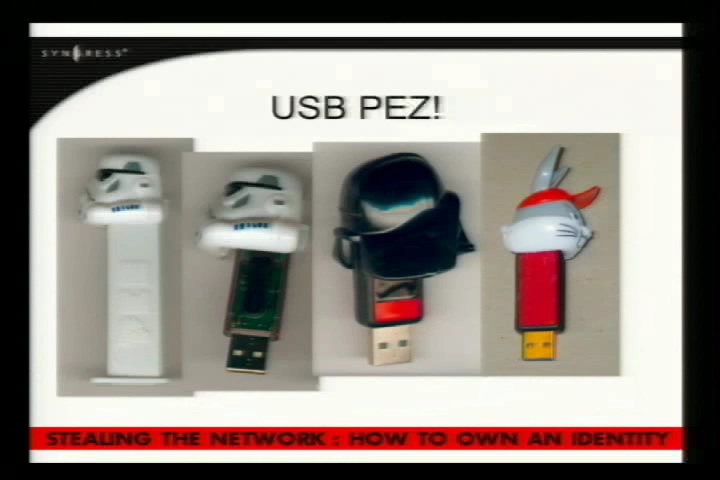 SYNGRESS
USB PEZ!
STEALING THE NETWORK : HOW TO OWN AN IDENTITY